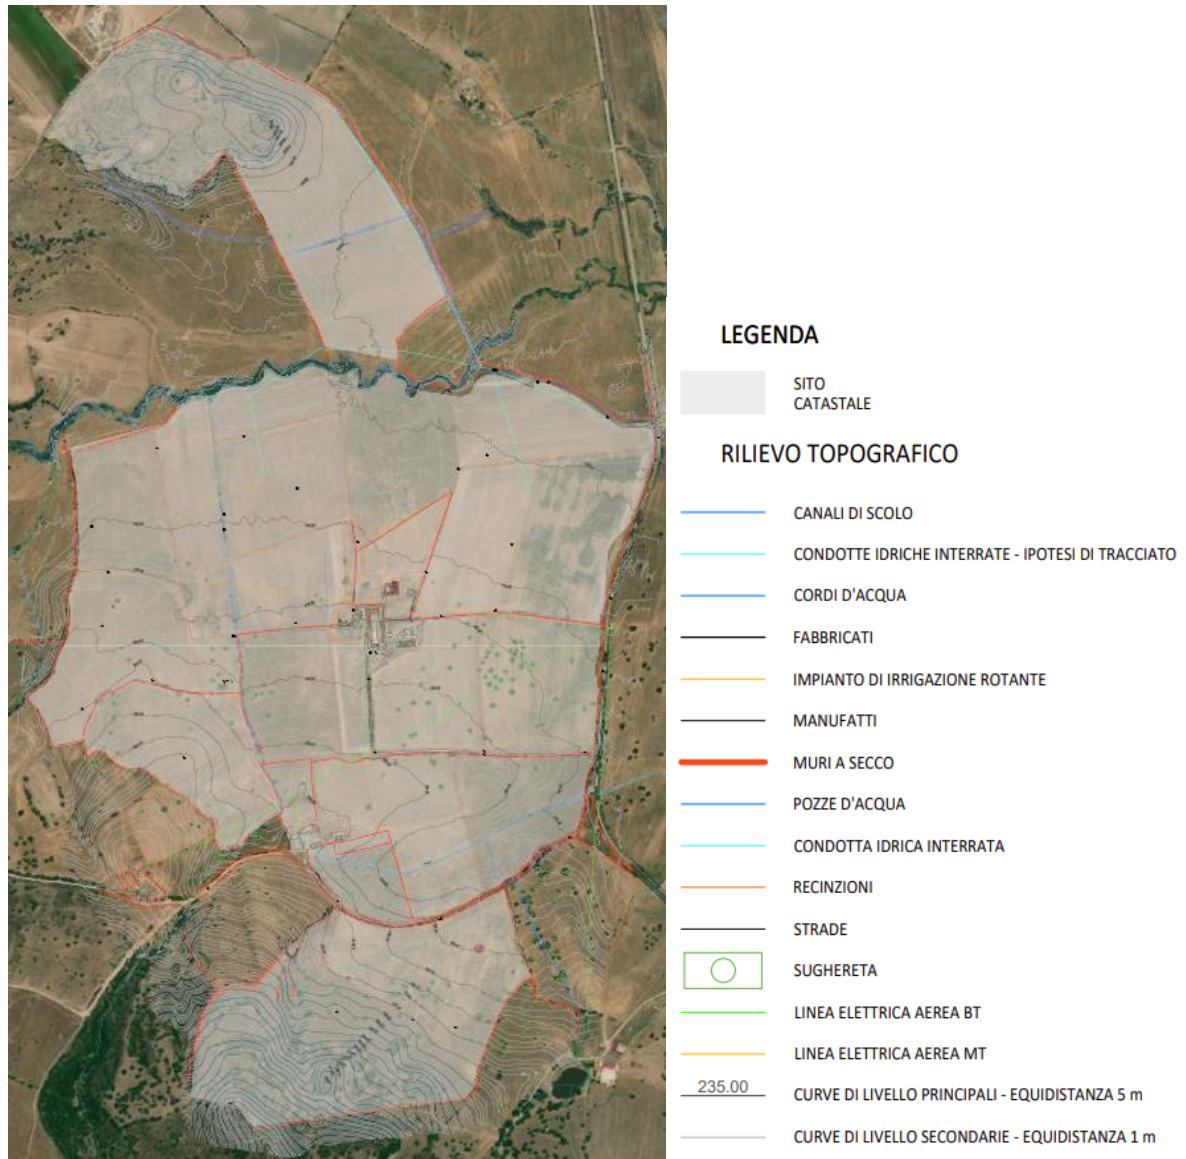 LEGENDA
SITO
CATASTALE
RILIEVO TOPOGRAFICO
CANALI DI SCOLO
CONDOTTE IDRICHE INTERRATE - IPOTESI DI TRACCIATO
CORDI D'ACQUA
FABBRICATI
IMPIANTO DI IRRIGAZIONE ROTANTE
MANUFATTI
MURI A SECCO
POZZE D'ACQUA
CONDOTTA IDRICA INTERRATA
RECINZIONI
STRADE
SUGHERETA
LINEA ELETTRICA AEREA BT
LINEA ELETTRICA AEREA MT
235.00
CURVE DI LIVELLO PRINCIPALI - EQUIDISTANZA 5 m
CURVE DI LIVELLO SECONDARIE - EQUIDISTANZA 1 m